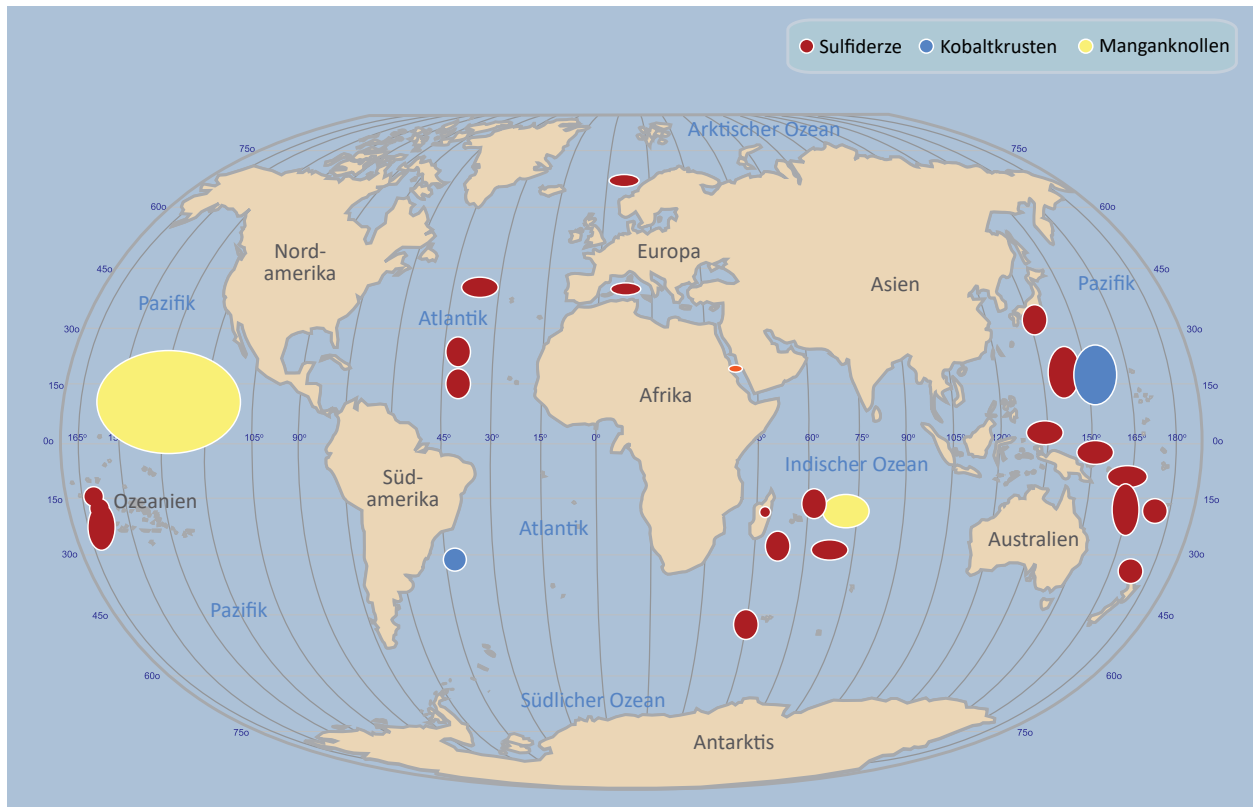 Sulfiderze Kobaltkrusten Manganknollen
Arktischer Ozean
75o 75o
60o 60o
Nord-
amerika
Europa
Asien
45o 45o
Pazifik Pazifik
Atlantik
30o 30o
15o 15o
Afrika
0o 165° 105° 90° 45° 30° 15° 0° 60° 75° 90° 105° 120° 150° 165° 180° 0o
Indischer Ozean
Süd-
amerika
15o Ozeanien 15o
Atlantik
Australien
30o 30o
Pazifik
45o 45o
60o 60o
Südlicher Ozean
75o 75o
Antarktis